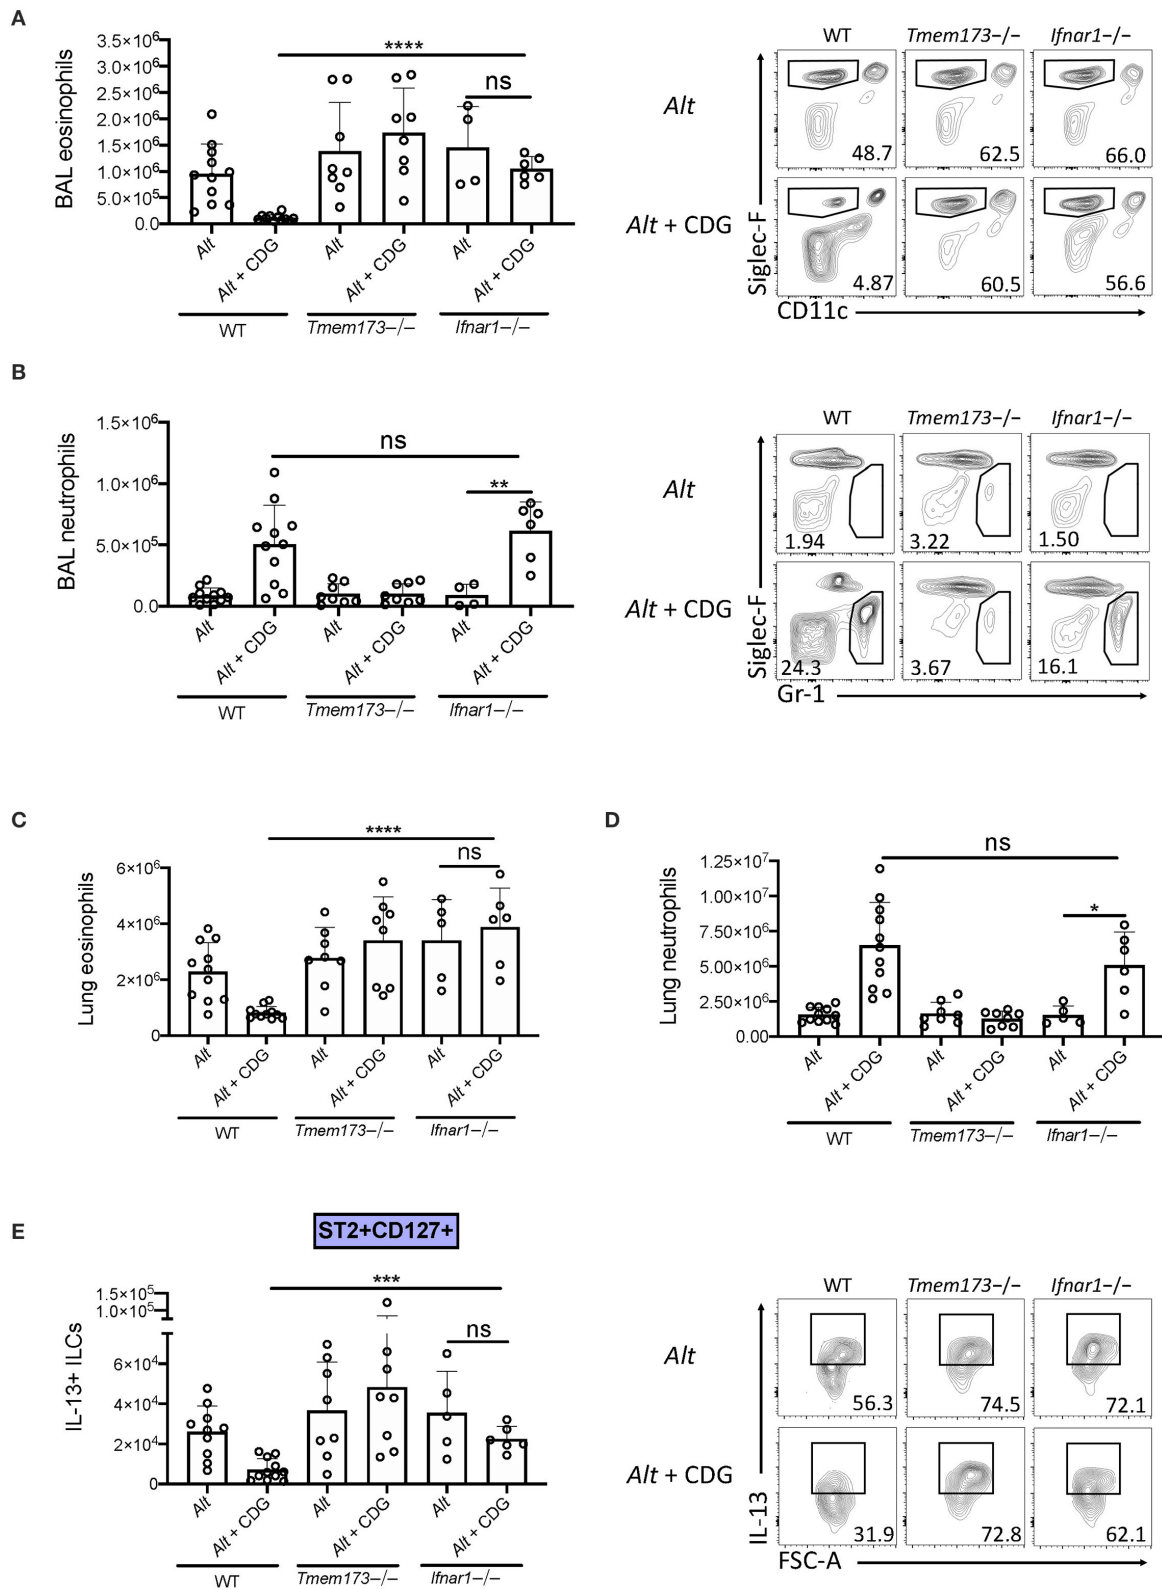 A
3.5×10⁶
3.0×10⁶
2.5×10⁶
2.0×10⁶
1.5×10⁶
1.0×10⁶
5.0×10⁵
0.0
BAL eosinophils
****
ns
Alt
Alt + CDG
Alt
Alt + CDG
Alt
Alt + CDG
WT
Tmem173–/–
Ifnar1–/–
WT
Tmem173–/–
Ifnar1–/–
Alt
48.7
62.5
66.0
Alt + CDG
4.87
60.5
56.6
Siglec-F
CD11c
B
1.5×10⁶
1.0×10⁶
5.0×10⁵
0.0
BAL neutrophils
ns
**
Alt
Alt + CDG
Alt
Alt + CDG
Alt
Alt + CDG
WT
Tmem173–/–
Ifnar1–/–
WT
Tmem173–/–
Ifnar1–/–
Alt
1.94
3.22
1.50
Alt + CDG
24.3
3.67
16.1
Siglec-F
Gr-1
C
6×10⁶
4×10⁶
2×10⁶
0
Lung eosinophils
****
ns
Alt
Alt + CDG
Alt
Alt + CDG
Alt
Alt + CDG
WT
Tmem173–/–
Ifnar1–/–
D
1.25×10⁷
1.00×10⁷
7.50×10⁶
5.00×10⁶
2.50×10⁶
0.00
Lung neutrophils
ns
*
Alt
Alt + CDG
Alt
Alt + CDG
Alt
Alt + CDG
WT
Tmem173–/–
Ifnar1–/–
E
ST2+CD127+
1.5×10⁵
1.0×10⁵
6×10⁴
4×10⁴
2×10⁴
0
IL-13+ ILCs
***
ns
Alt
Alt + CDG
Alt
Alt + CDG
Alt
Alt + CDG
WT
Tmem173–/–
Ifnar1–/–
WT
Tmem173–/–
Ifnar1–/–
Alt
56.3
74.5
72.1
Alt + CDG
31.9
72.8
62.1
IL-13
FSC-A